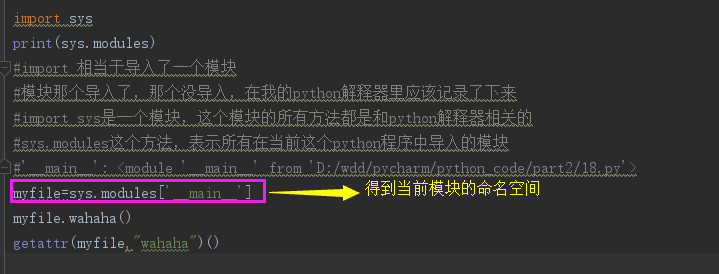 import sys
print(sys.modules)
#import 相当于导入了一个模块
#模块那个导入了，那个没导入，在我的python解释器里应该记录了下来
#import sys是一个模块，这个模块的所有方法都是和python解释器相关的
#sys.modules这个方法，表示所有在当前这个python程序中导入的模块
#'__main__': <module '__main__' from 'D:/wdd/pycharm/python_code/part2/18.py'>
myfile=sys.modules['__main__'] 得到当前模块的命名空间
myfile.wahaha()
getattr(myfile,"wahaha")()